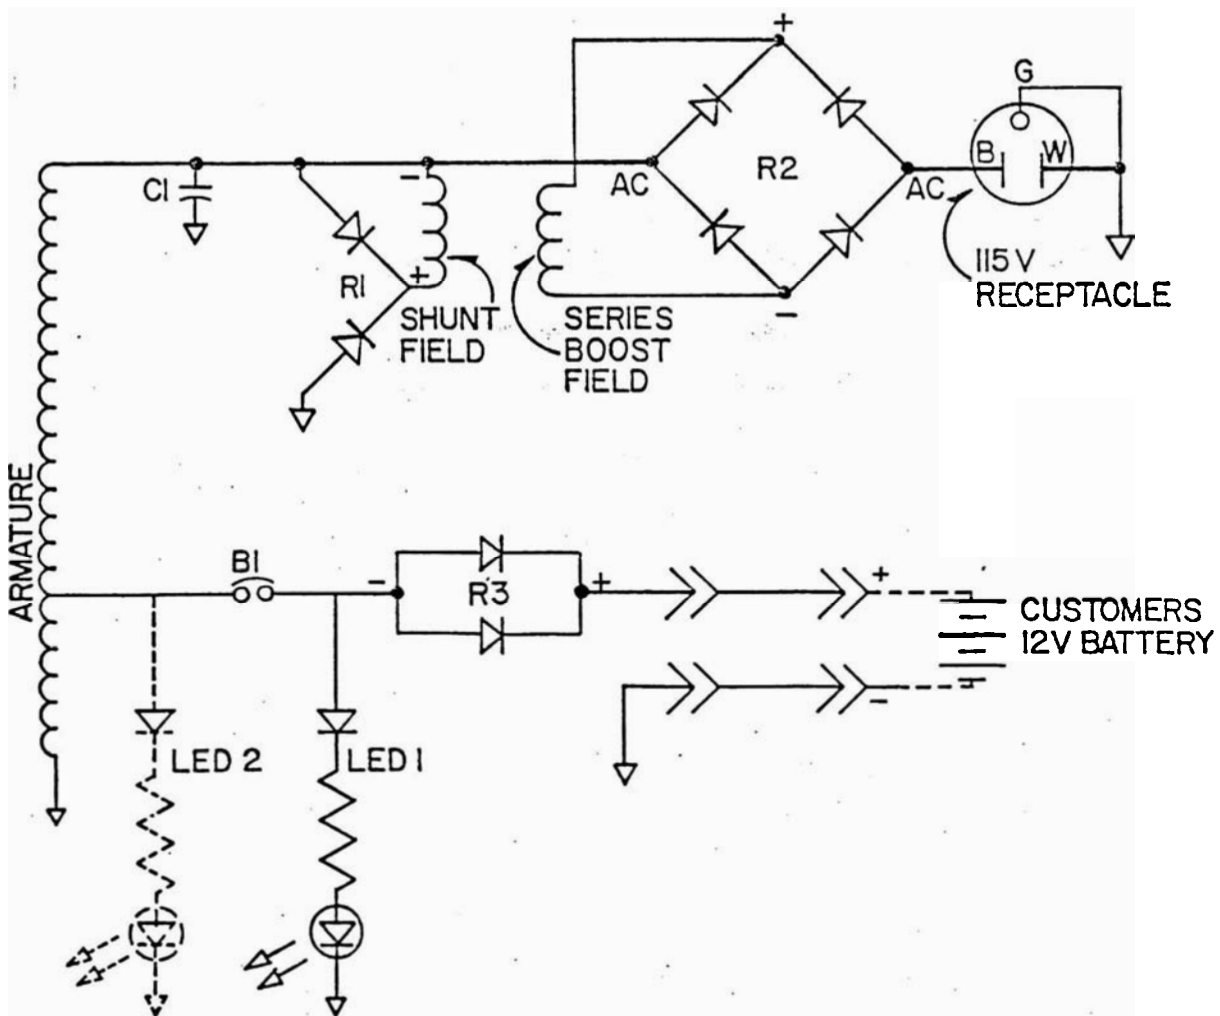 +
G
B W
C1
-
AC
R2
AC
R1
+
115V
RECEPTACLE
SHUNT
FIELD
SERIES
BOOST
FIELD
-
ARMATURE
B1
-
R3
+
+
CUSTOMERS
12V BATTERY
-
LED 2
LED 1